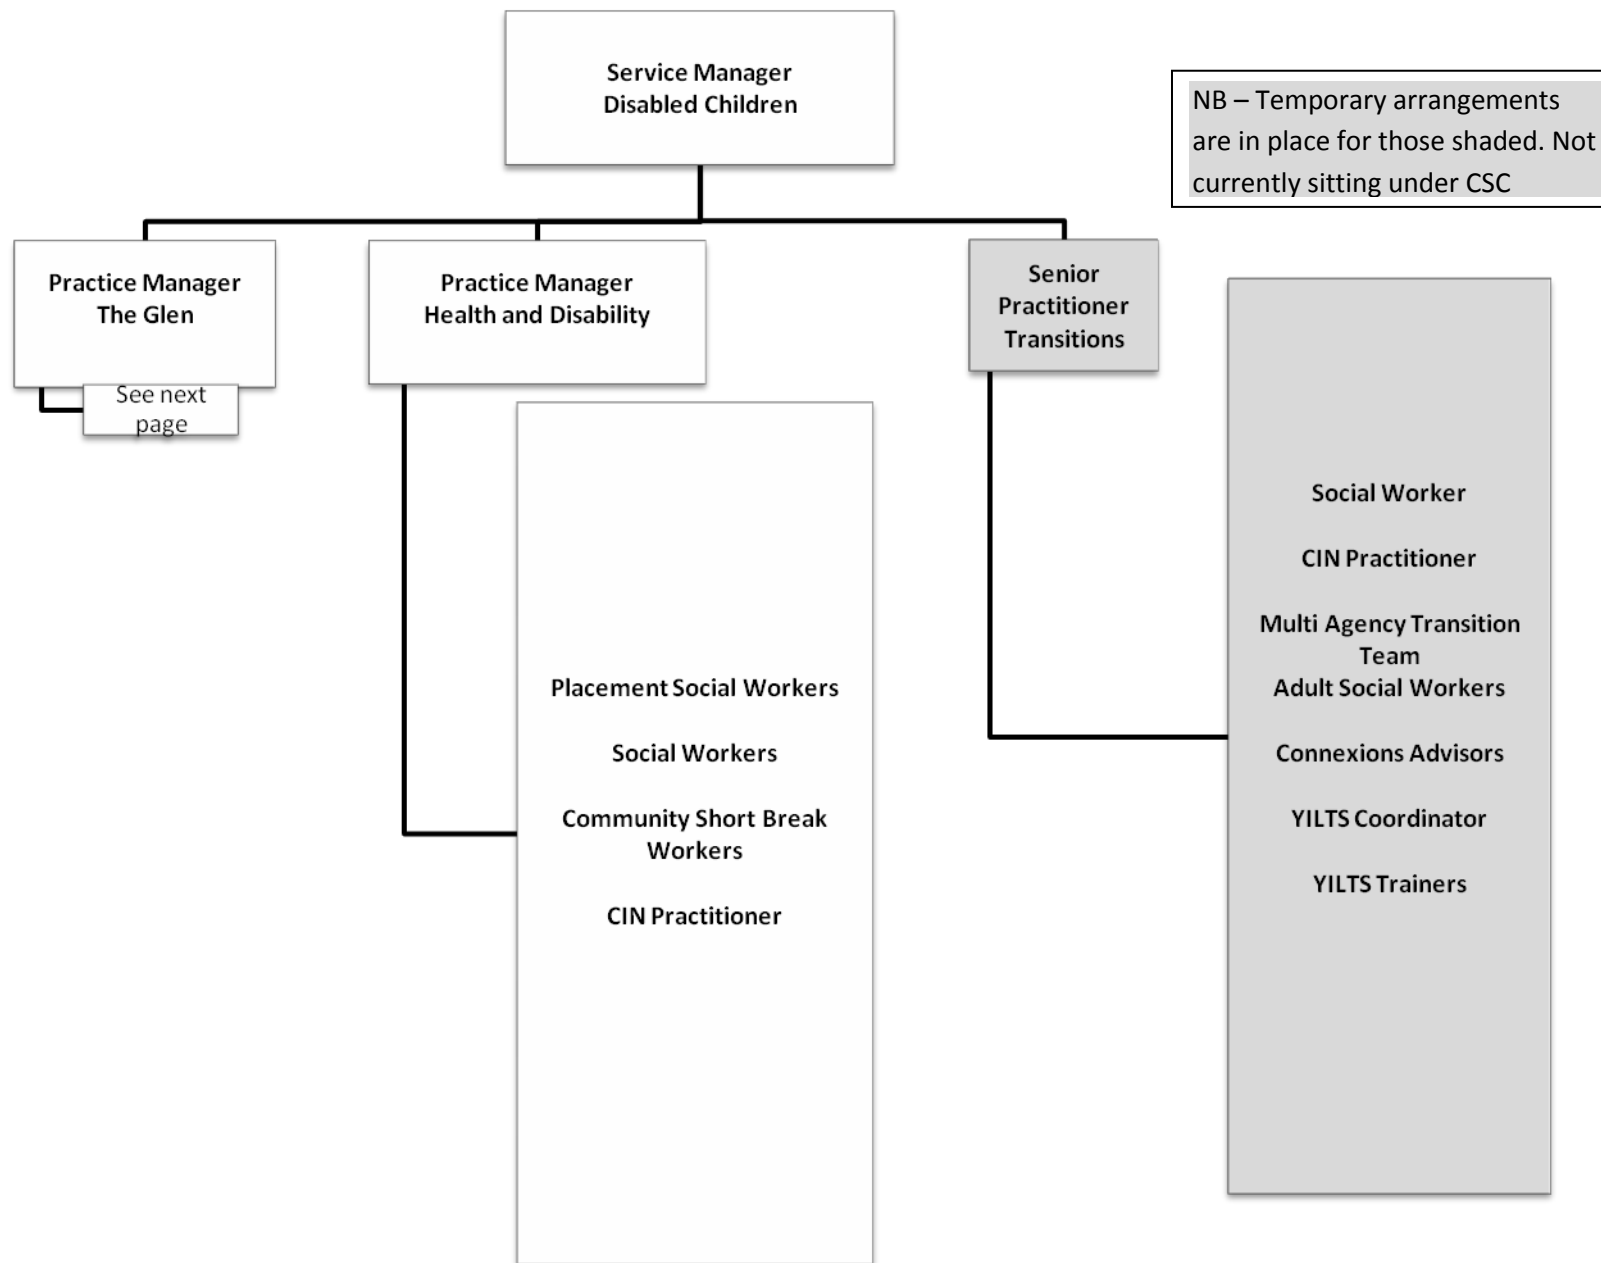 Service Manager
Disabled Children
NB – Temporary arrangements
are in place for those shaded. Not
currently sitting under CSC
Practice Manager
The Glen
See next
page
Practice Manager
Health and Disability
Senior
Practitioner
Transitions
Placement Social Workers
Social Workers
Community Short Break
Workers
CIN Practitioner
Social Worker
CIN Practitioner
Multi Agency Transition
Team
Adult Social Workers
Connexions Advisors
YILTS Coordinator
YILTS Trainers